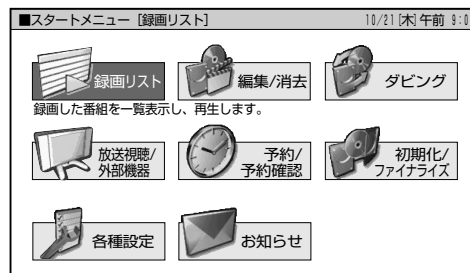 ■スタートメニュー［録画リスト］ 10/21[木]午前 9:0
録画リスト 編集/消去 ダビング
録画した番組を一覧表示し、再生します。
放送視聴/ 予約/ 初期化/
外部機器 予約確認 ファイナライズ
各種設定 お知らせ